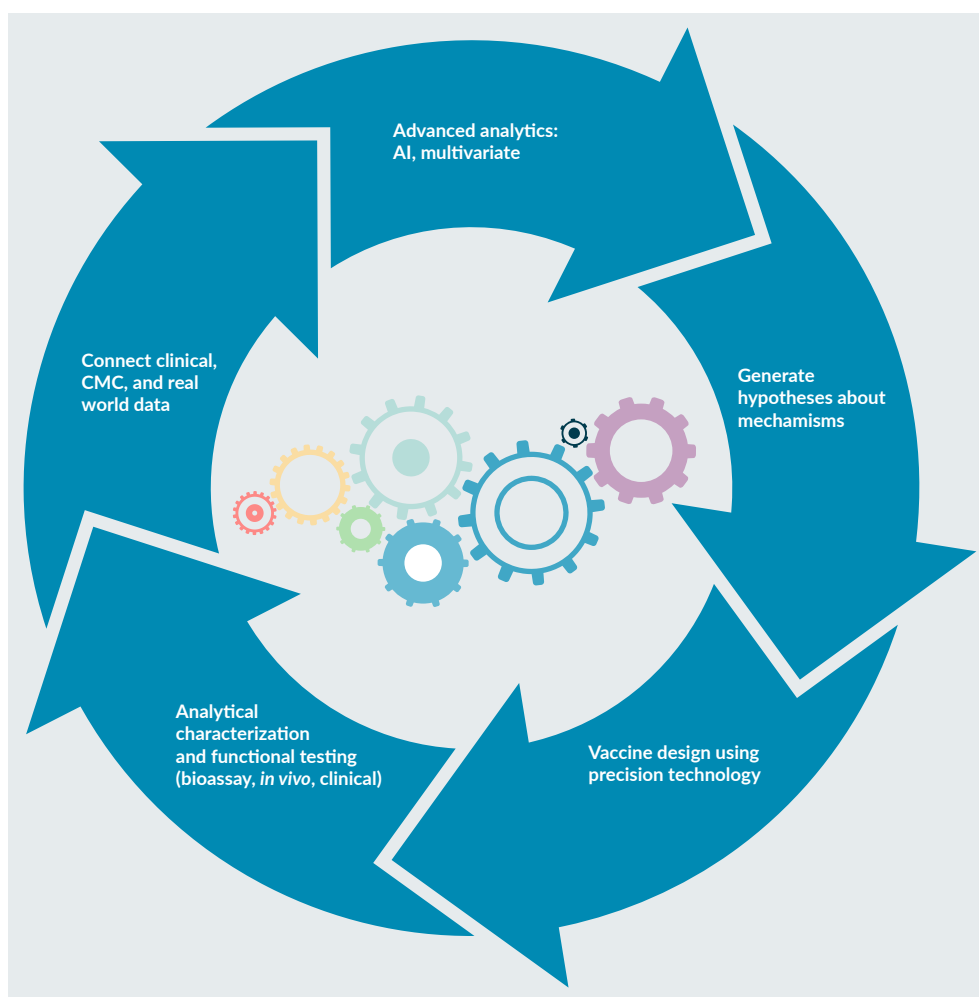 Advanced analytics:
AI, multivariate
Generate
hypotheses about
mechamisms
Vaccine design using
precision technology
Analytical
characterization
and functional testing
(bioassay, in vivo, clinical)
Connect clinical,
CMC, and real
world data